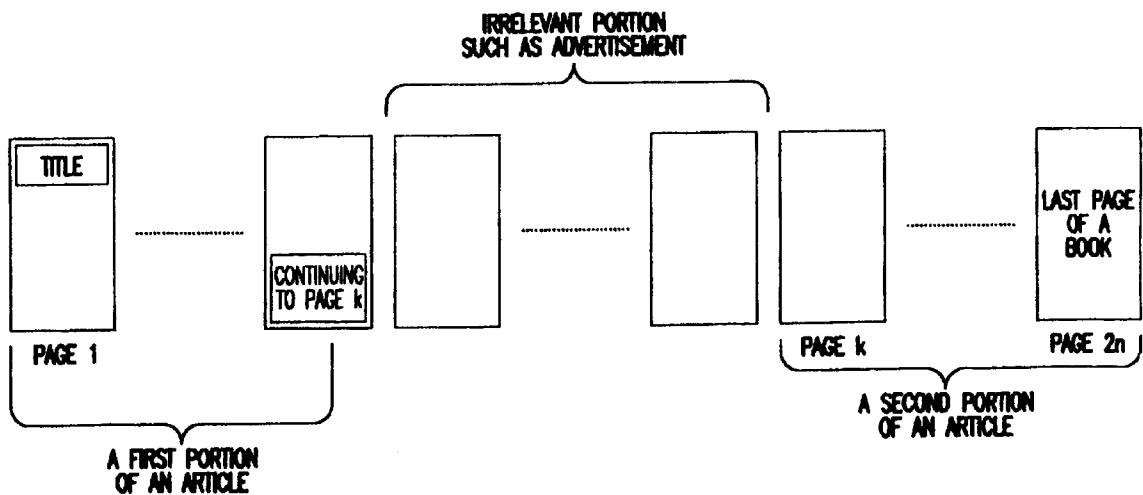 IRRELEVANT PORTION
SUCH AS ADVERTISEMENT
TITLE
CONTINUING
TO PAGE k
LAST PAGE
OF A
BOOK
PAGE 1
PAGE k
PAGE 2n
A FIRST PORTION
OF AN ARTICLE
A SECOND PORTION
OF AN ARTICLE